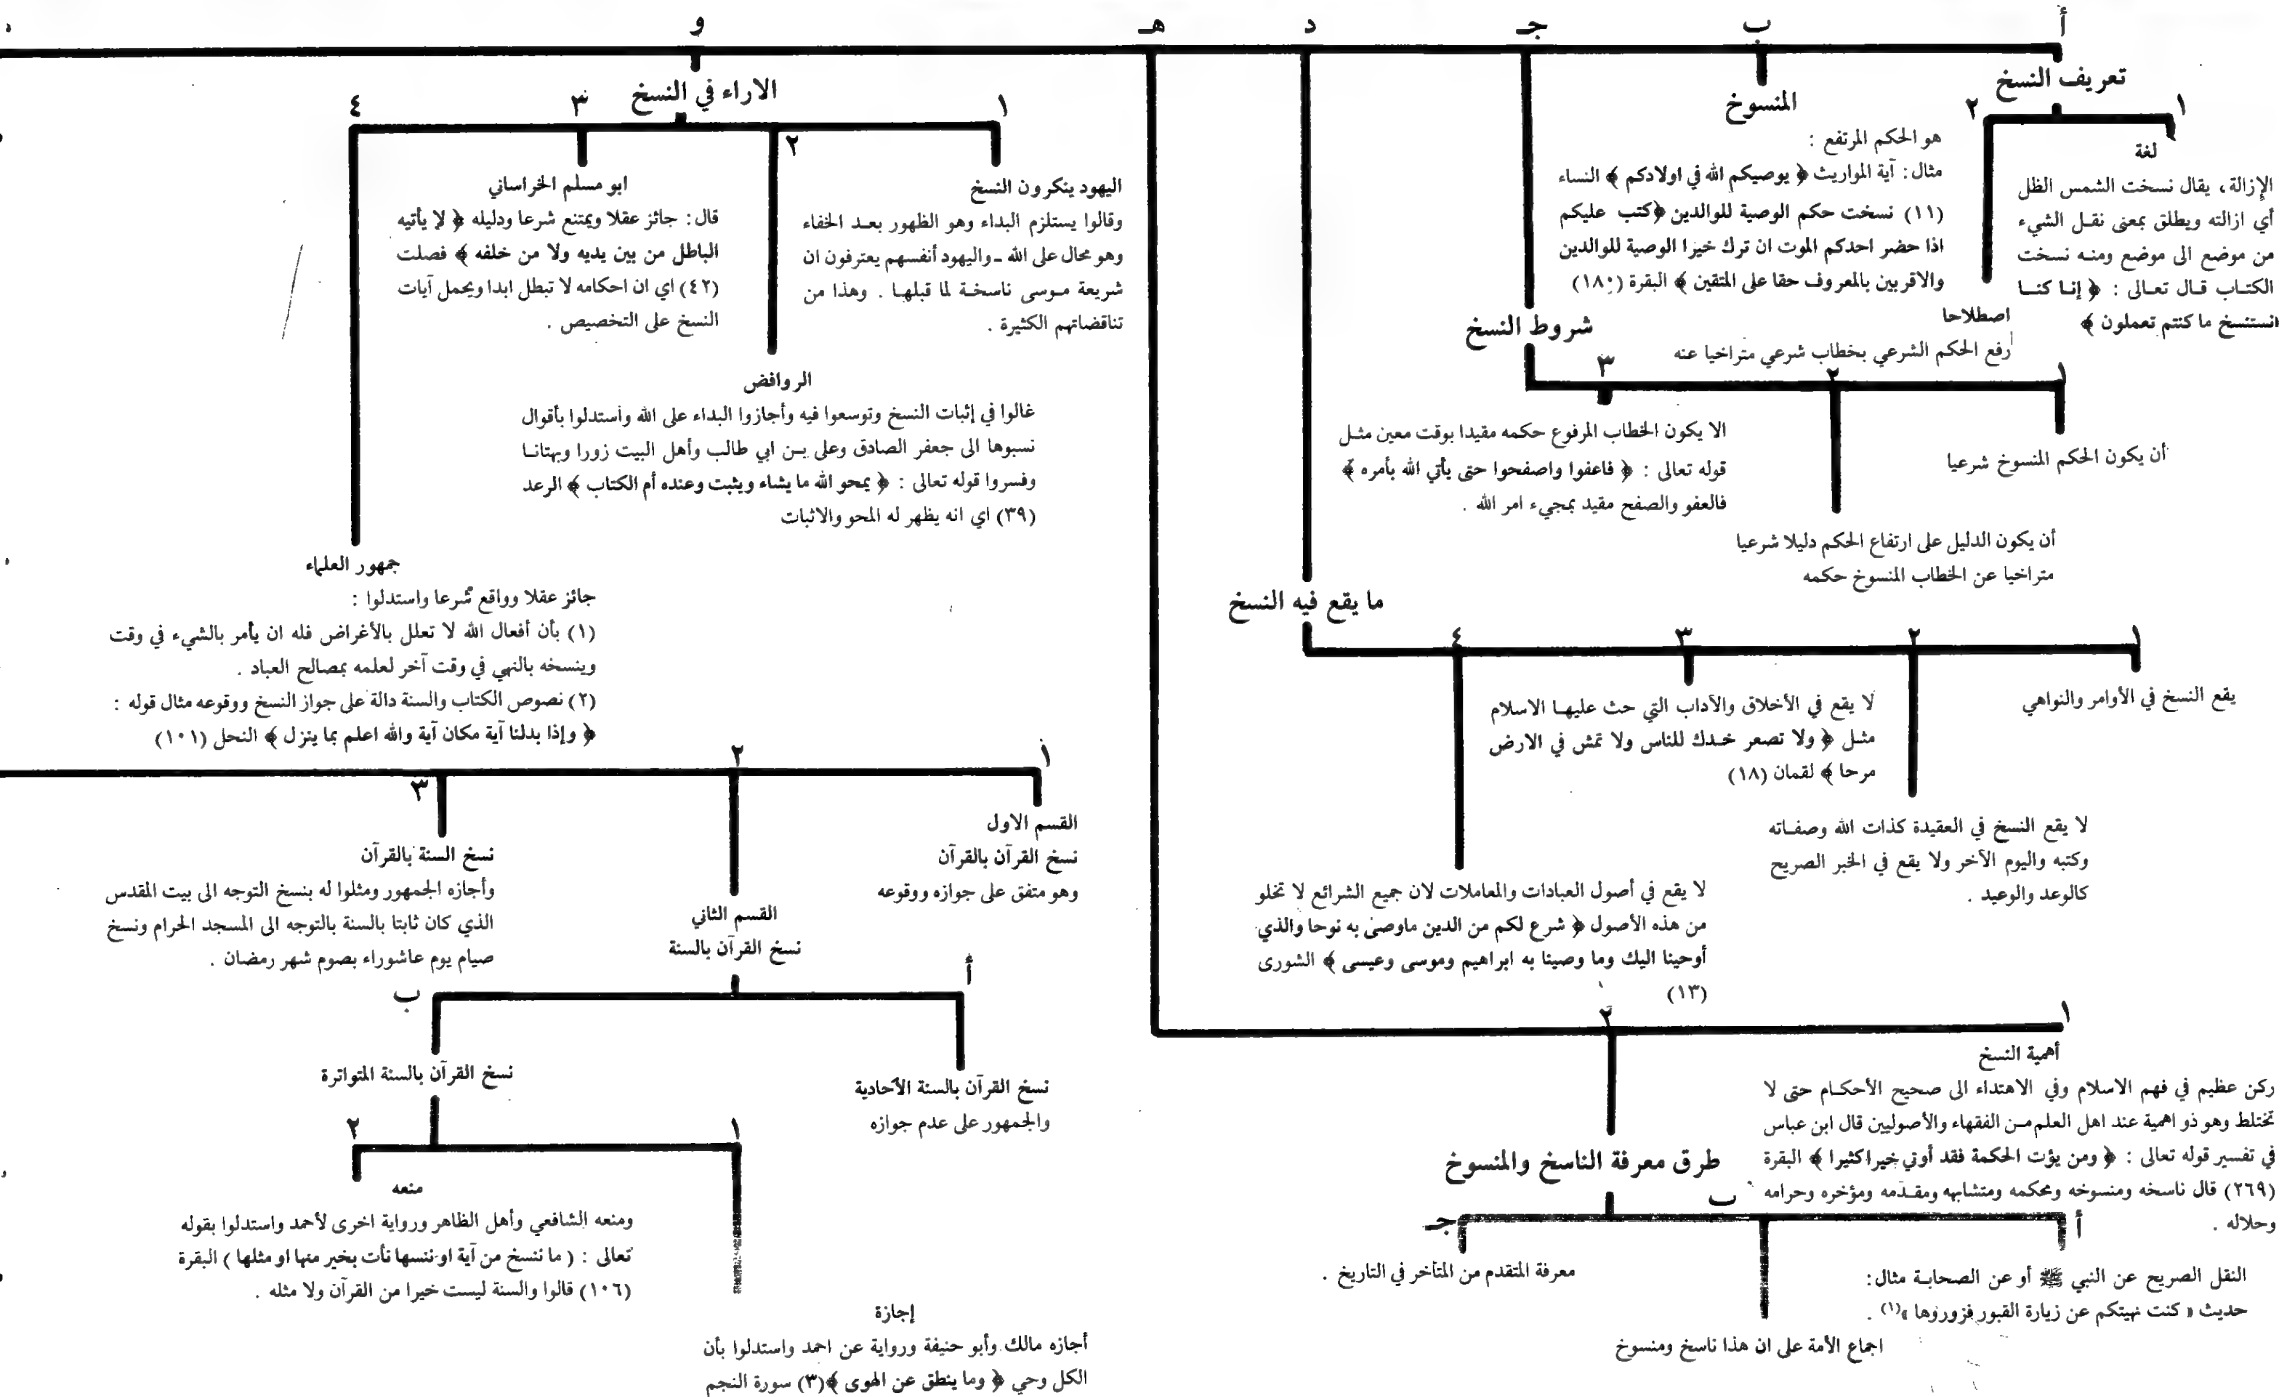 أ
ب
جـ
د
هـ
و
تعريف النسخ
١
٢
لغة
الإزالة، يقال نسخت الشمس الظل
أي ازالته ويطلق بمعنى نقل الشيء
من موضع الى موضع ومنه نسخت
الكتاب قال تعالى : ﴿ إنا كنا
نستنسخ ما كنتم تعملون ﴾
اصطلاحا
رفع الحكم الشرعي بخطاب شرعي متراخيا عنه
المنسوخ
هو الحكم المرتفع :
مثال: آية المواريث ﴿ يوصيكم الله في اولادكم ﴾ النساء
(١١) نسخت حكم الوصية للوالدين ﴿كتب عليكم
اذا حضر احدكم الموت ان ترك خيرا الوصية للوالدين
والاقربين بالمعروف حقا على المتقين ﴾ البقرة (١٨٠)
شروط النسخ
١
٢
٣
أن يكون الحكم المنسوخ شرعيا
أن يكون الدليل على ارتفاع الحكم دليلا شرعيا
متراخيا عن الخطاب المنسوخ حكمه
الا يكون الخطاب المرفوع حكمه مقيدا بوقت معين مثل
قوله تعالى : ﴿ فاعفوا واصفحوا حتى يأتي الله بأمره ﴾
فالعفو والصفح مقيد بمجيء امر الله .
ما يقع فيه النسخ
١
٢
٣
٤
يقع النسخ في الأوامر والنواهي
لا يقع النسخ في العقيدة كذات الله وصفاته
وكتبه واليوم الآخر ولا يقع في الخبر الصريح
كالوعد والوعيد .
لا يقع في الأخلاق والآداب التي حث عليها الاسلام
مثل ﴿ ولا تصعر خدك للناس ولا تمش في الارض
مرحا ﴾ لقمان (١٨)
لا يقع في أصول العبادات والمعاملات لان جميع الشرائع لا تخلو
من هذه الأصول ﴿ شرع لكم من الدين ماوصى به نوحا والذي
أوحينا اليك وما وصينا به ابراهيم وموسى وعيسى ﴾ الشورى
(١٣)
١
٢
أهمية النسخ
ركن عظيم في فهم الاسلام وفي الاهتداء الى صحيح الأحكام حتى لا
تختلط وهو ذو اهمية عند اهل العلم من الفقهاء والأصوليين قال ابن عباس
في تفسير قوله تعالى : ﴿ ومن يؤت الحكمة فقد أوتي خيرا كثيرا ﴾ البقرة
(٢٦٩) قال ناسخه ومنسوخه ومحكمه ومتشابهه ومقدمه ومؤخره وحرامه
وحلاله .
طرق معرفة الناسخ والمنسوخ
أ
ب
جـ
النقل الصريح عن النبي ﷺ أو عن الصحابة مثال:
حديث « كنت نهيتكم عن زيارة القبور فزوروها »(١) .
اجماع الأمة على ان هذا ناسخ ومنسوخ
معرفة المتقدم من المتأخر في التاريخ .
الاراء في النسخ
١
٢
٣
٤
اليهود ينكرون النسخ
وقالوا يستلزم البداء وهو الظهور بعد الخفاء
وهو محال على الله ـ واليهود أنفسهم يعترفون ان
شريعة موسى ناسخة لما قبلها . وهذا من
تناقضاتهم الكثيرة .
الروافض
غالوا في إثبات النسخ وتوسعوا فيه وأجازوا البداء على الله واستدلوا بأقوال
نسبوها الى جعفر الصادق وعلى بن ابي طالب وأهل البيت زورا وبهتانا
وفسروا قوله تعالى : ﴿ يمحو الله ما يشاء ويثبت وعنده أم الكتاب ﴾ الرعد
(٣٩) اي انه يظهر له المحو والاثبات
ابو مسلم الخراساني
قال: جائز عقلا ويمتنع شرعا ودليله ﴿ لا يأتيه
الباطل من بين يديه ولا من خلفه ﴾ فصلت
(٤٢) اي ان احكامه لا تبطل ابدا ويحمل آيات
النسخ على التخصيص .
جمهور العلماء
جائز عقلا وواقع شرعا واستدلوا :
(١) بأن أفعال الله لا تعلل بالأغراض فله ان يأمر بالشيء في وقت
وينسخه بالنهي في وقت آخر لعلمه بمصالح العباد .
(٢) نصوص الكتاب والسنة دالة على جواز النسخ ووقوعه مثال قوله :
﴿ وإذا بدلنا آية مكان آية والله اعلم بما ينزل ﴾ النحل (١٠١)
١
٢
٣
القسم الاول
نسخ القرآن بالقرآن
وهو متفق على جوازه ووقوعه
القسم الثاني
نسخ القرآن بالسنة
نسخ السنة بالقرآن
وأجازه الجمهور ومثلوا له بنسخ التوجه الى بيت المقدس
الذي كان ثابتا بالسنة بالتوجه الى المسجد الحرام ونسخ
صيام يوم عاشوراء بصوم شهر رمضان .
أ
ب
نسخ القرآن بالسنة الآحادية
والجمهور على عدم جوازه
نسخ القرآن بالسنة المتواترة
١
٢
منعه
ومنعه الشافعي وأهل الظاهر ورواية اخرى لأحمد واستدلوا بقوله
تعالى : ( ما ننسخ من آية او ننسها نأت بخير منها او مثلها ) البقرة
(١٠٦) قالوا والسنة ليست خيرا من القرآن ولا مثله .
إجازة
أجازه مالك وأبو حنيفة ورواية عن احمد واستدلوا بأن
الكل وحي ﴿ وما ينطق عن الهوى ﴾(٣) سورة النجم